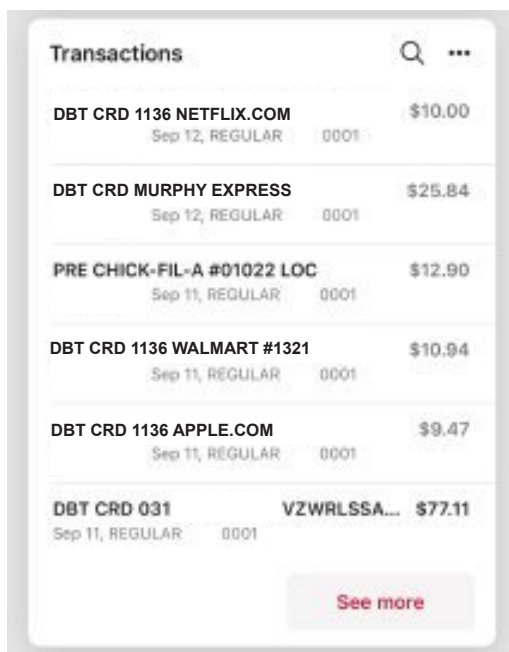 Transactions
DBT CRD 1136 NETFLIX.COM $10.00
Sep 12, REGULAR 0001
DBT CRD MURPHY EXPRESS $25.84
Sep 12, REGULAR 0001
PRE CHICK-FIL-A #01022 LOC $12.90
Sep 11, REGULAR 0001
DBT CRD 1136 WALMART #1321 $10.94
Sep 11, REGULAR 0001
DBT CRD 1136 APPLE.COM $9.47
Sep 11, REGULAR 0001
DBT CRD 031 VZWRLSSA... $77.11
Sep 11, REGULAR 0001
See more